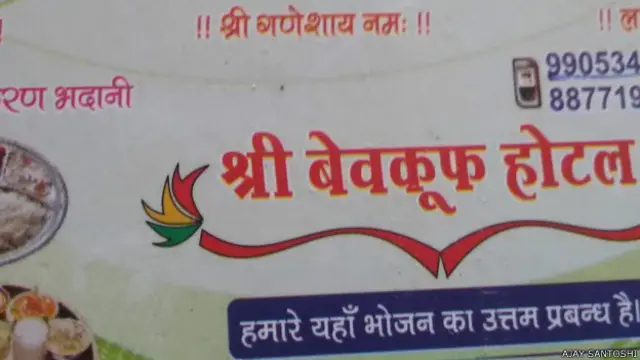 !! श्री गणेशाय नमः !!
!! ल
990534
887719
रण भदानी
श्री बेवकूफ होटल
हमारे यहाँ भोजन का उत्तम प्रबन्ध है।
AJAY SANTOSHI